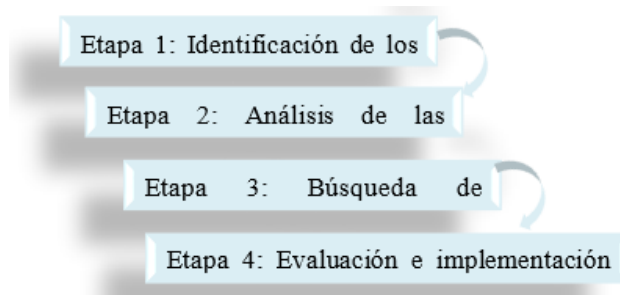 Etapa 1: Identificación de los
Etapa 2: Análisis de las
Etapa 3: Búsqueda de
Etapa 4: Evaluación e implementación